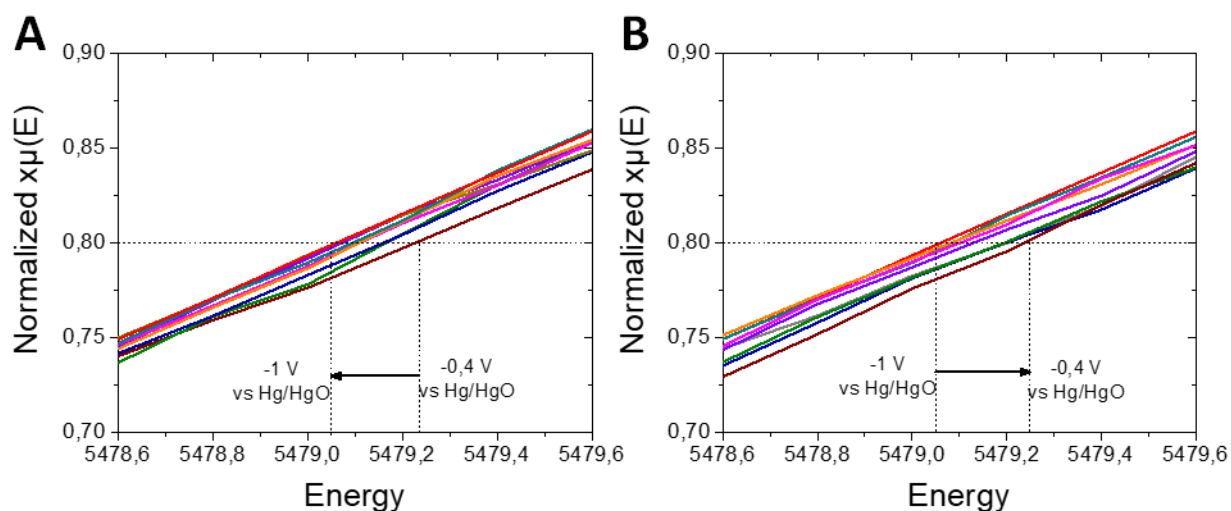 A
Normalized xµ(E)
0,90
0,85
0,80
0,75
0,70
-1 V
vs Hg/HgO
-0,4 V
vs Hg/HgO
5478,6
5478,8
5479,0
5479,2
5479,4
5479,6
Energy
B
Normalized xµ(E)
0,90
0,85
0,80
0,75
0,70
-1 V
vs Hg/HgO
-0,4 V
vs Hg/HgO
5478,6
5478,8
5479,0
5479,2
5479,4
5479,6
Energy